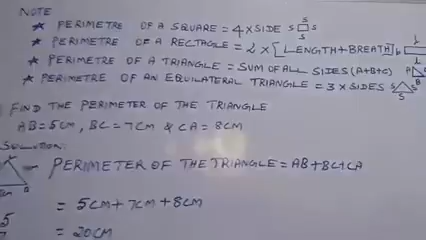 NOTE
* PERIMETRE OF A SQUARE = 4 X SIDE S S S
* PERIMETRE OF A RECTAGLE = 2 X [LENGTH + BREATH] b l
* PERIMETRE OF A TRIANGLE = SUM OF ALL SIDES (A+B+C) A
* PERIMETRE OF AN EQUILATERAL TRIANGLE = 3 X SIDES S S S B
FIND THE PERIMETER OF THE TRIANGLE
AB = 5CM, BC = 7CM & CA = 8CM
SOLUTION:
PERIMETER OF THE TRIANGLE = AB + BC + CA
B
= 5CM + 7CM + 8CM
5
= 20CM